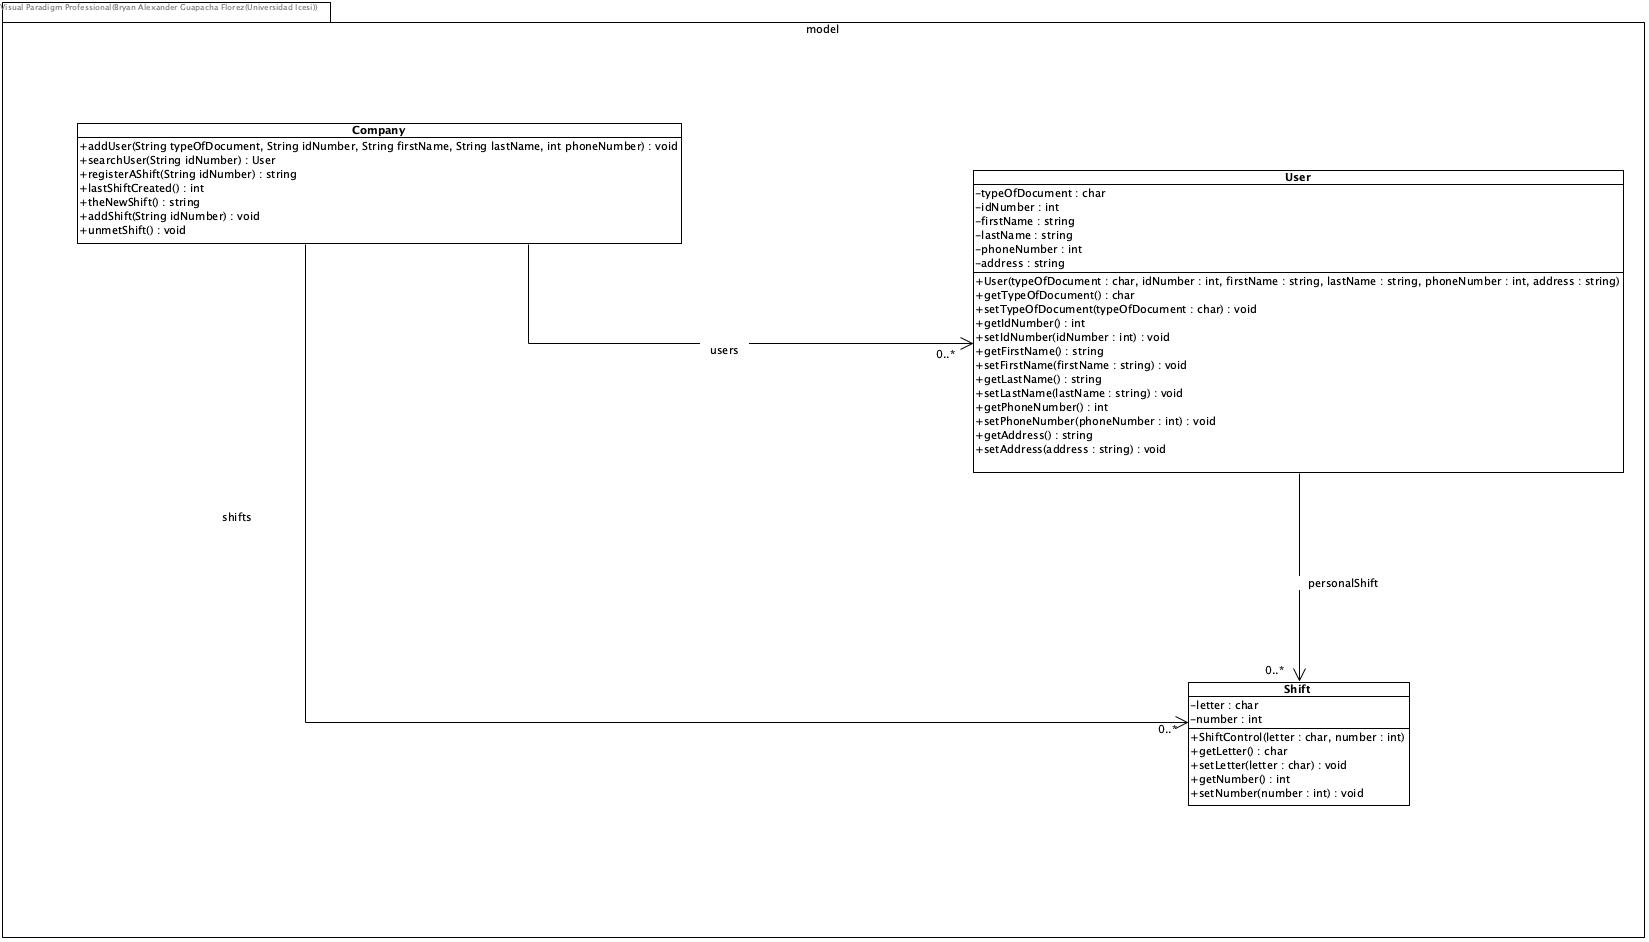 Visual Paradigm Professional(Bryan Alexander Guapacha Florez(Universidad Icesi))
model
Company
+addUser(String typeOfDocument, String idNumber, String firstName, String lastName, int phoneNumber) : void
+searchUser(String idNumber) : User
+registerAShift(String idNumber) : string
+lastShiftCreated() : int
+theNewShift() : string
+addShift(String idNumber) : void
+unmetShift() : void
User
-typeOfDocument : char
-idNumber : int
-firstName : string
-lastName : string
-phoneNumber : int
-address : string
+User(typeOfDocument : char, idNumber : int, firstName : string, lastName : string, phoneNumber : int, address : string)
+getTypeOfDocument() : char
+setTypeOfDocument(typeOfDocument : char) : void
+getIdNumber() : int
+setIdNumber(idNumber : int) : void
+getFirstName() : string
+setFirstName(firstName : string) : void
+getLastName() : string
+setLastName(lastName : string) : void
+getPhoneNumber() : int
+setPhoneNumber(phoneNumber : int) : void
+getAddress() : string
+setAddress(address : string) : void
users
0..*
shifts
personalShift
0..*
0..*
Shift
-letter : char
-number : int
+ShiftControl(letter : char, number : int)
+getLetter() : char
+setLetter(letter : char) : void
+getNumber() : int
+setNumber(number : int) : void